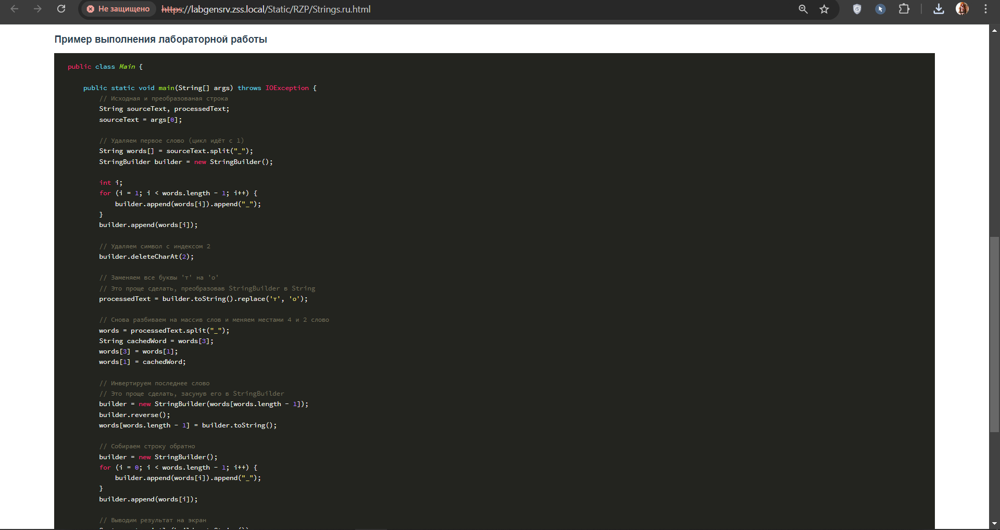 Не защищено https://labgensrv.zss.local/Static/RZP/Strings.ru.html
Пример выполнения лабораторной работы
public class Main {
public static void main(String[] args) throws IOException {
// Исходная и преобразованая строка
String sourceText, processedText;
sourceText = args[0];
// Удаляем первое слово (цикл идёт с 1)
String words[] = sourceText.split("_");
StringBuilder builder = new StringBuilder();
int i;
for (i = 1; i < words.length - 1; i++) {
builder.append(words[i]).append("_");
}
builder.append(words[i]);
// Удаляем символ с индексом 2
builder.deleteCharAt(2);
// Заменяем все буквы 'т' на 'о'
// Это проще сделать, преобразовав StringBuilder в String
processedText = builder.toString().replace('т', 'о');
// Снова разбиваем на массив слов и меняем местами 4 и 2 слово
words = processedText.split("_");
String cachedWord = words[3];
words[3] = words[1];
words[1] = cachedWord;
// Инвертируем последнее слово
// Это проще сделать, засунув его в StringBuilder
builder = new StringBuilder(words[words.length - 1]);
builder.reverse();
words[words.length - 1] = builder.toString();
// Собираем строку обратно
builder = new StringBuilder();
for (i = 0; i < words.length - 1; i++) {
builder.append(words[i]).append("_");
}
builder.append(words[i]);
// Выводим результат на экран